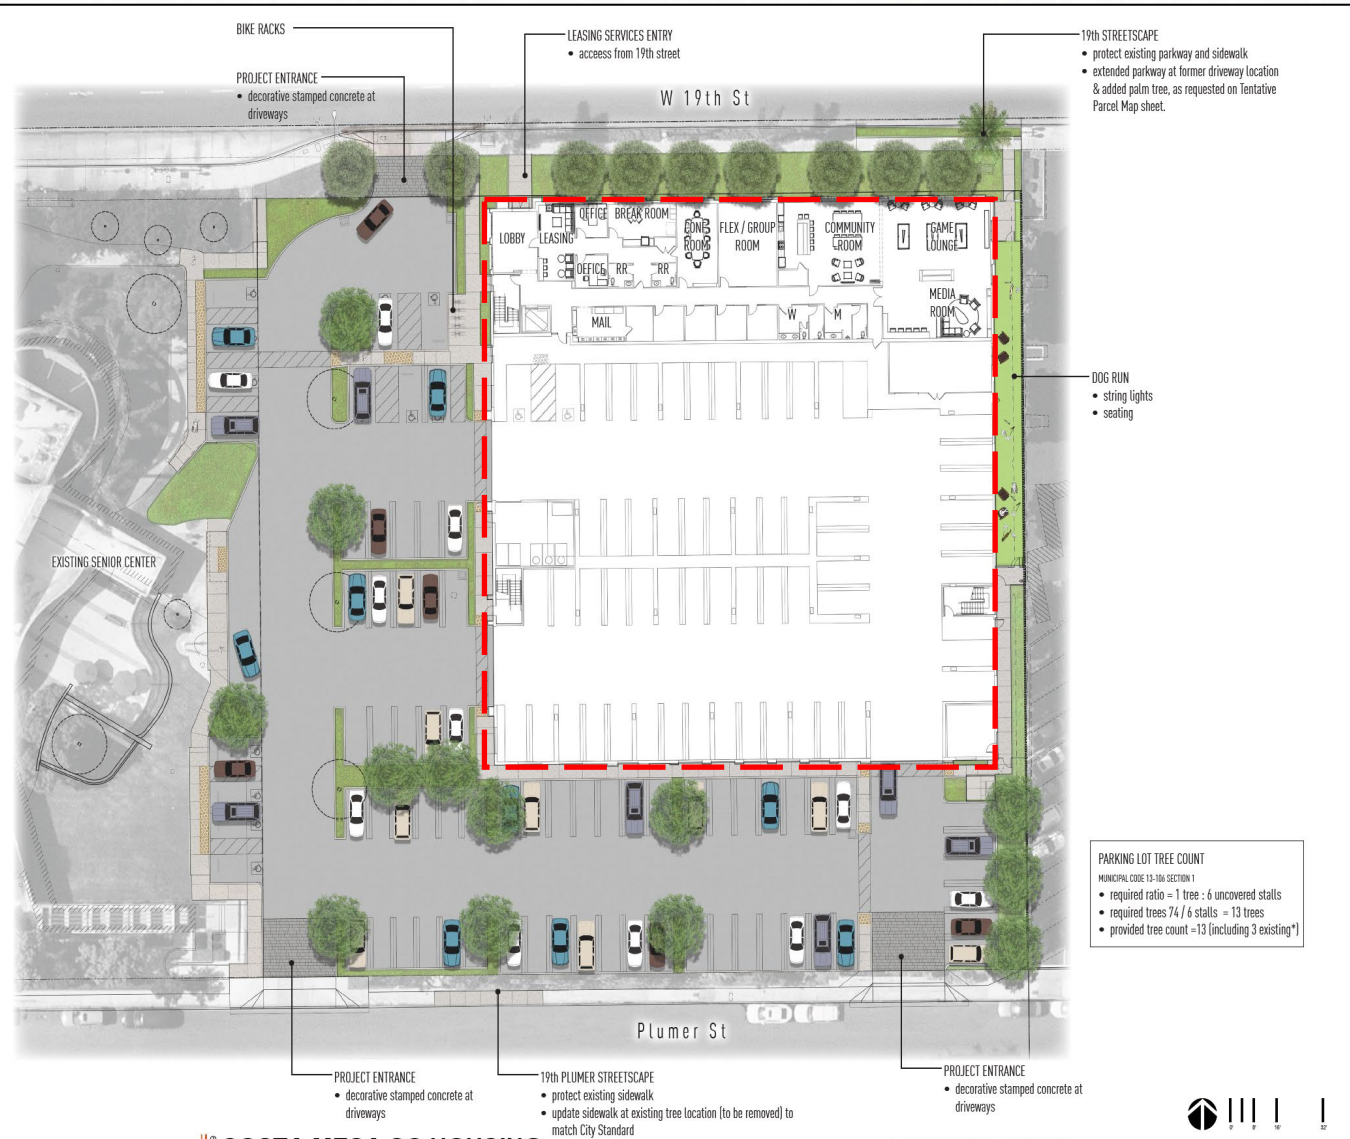 BIKE RACKS
LEASING SERVICES ENTRY
• acceess from 19th street
19th STREETSCAPE
• protect existing parkway and sidewalk
• extended parkway at former driveway location
& added palm tree, as requested on Tentative
Parcel Map sheet.
PROJECT ENTRANCE
• decorative stamped concrete at
driveways
W 19th St
LOBBY
LEASING
OFFICE
BREAK ROOM
CONF
ROOM
FLEX / GROUP
ROOM
COMMUNITY
ROOM
GAME
LOUNGE
OFFICE
RR
RR
MEDIA
ROOM
MAIL
W
M
DOG RUN
• string lights
• seating
EXISTING SENIOR CENTER
PARKING LOT TREE COUNT
MUNICIPAL CODE 13-106 SECTION 1
• required ratio = 1 tree : 6 uncovered stalls
• required trees 74 / 6 stalls = 13 trees
• provided tree count =13 (including 3 existing*)
Plumer St
PROJECT ENTRANCE
• decorative stamped concrete at
driveways
19th PLUMER STREETSCAPE
• protect existing sidewalk
• update sidewalk at existing tree location (to be removed) to
match City Standard
PROJECT ENTRANCE
• decorative stamped concrete at
driveways
0' 8' 16' 32'